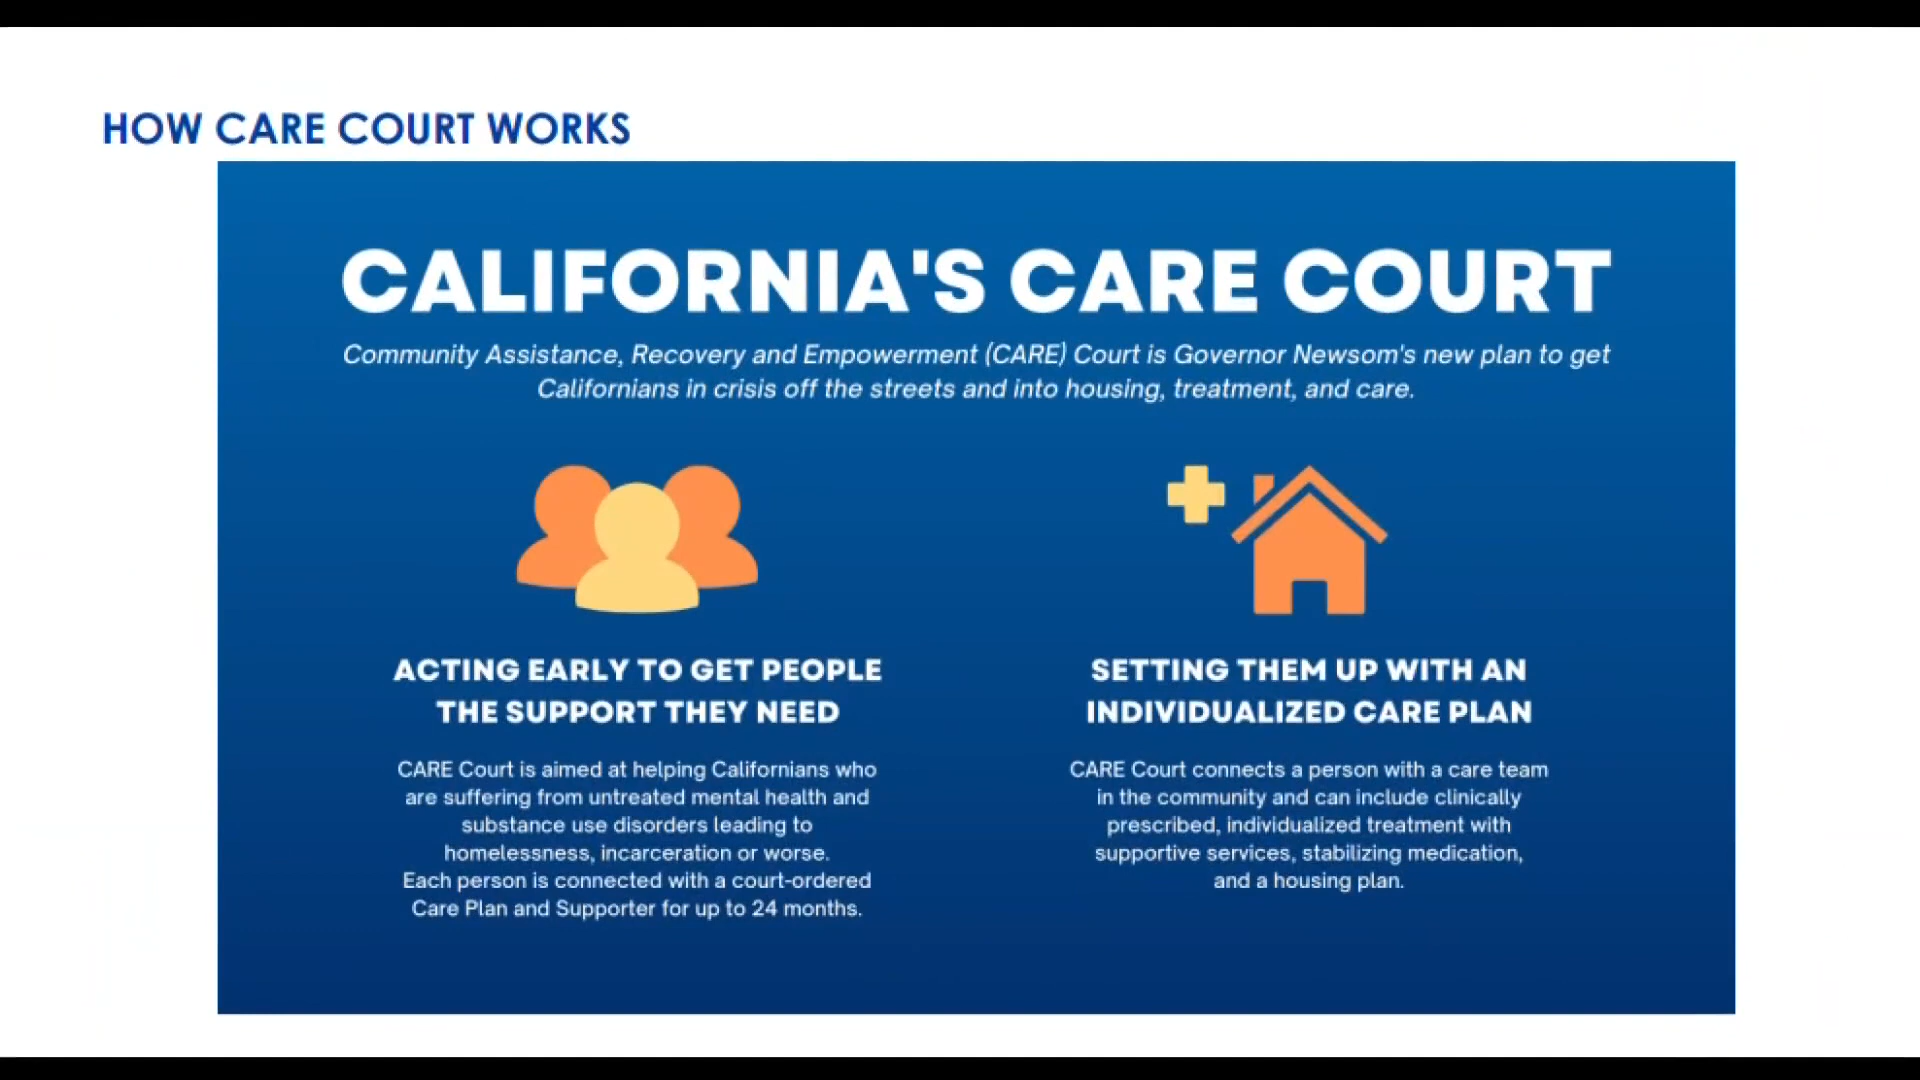 HOW CARE COURT WORKS
CALIFORNIA'S CARE COURT
Community Assistance, Recovery and Empowerment (CARE) Court is Governor Newsom's new plan to get
Californians in crisis off the streets and into housing, treatment, and care.
ACTING EARLY TO GET PEOPLE
THE SUPPORT THEY NEED
CARE Court is aimed at helping Californians who
are suffering from untreated mental health and
substance use disorders leading to
homelessness, incarceration or worse.
Each person is connected with a court-ordered
Care Plan and Supporter for up to 24 months.
SETTING THEM UP WITH AN
INDIVIDUALIZED CARE PLAN
CARE Court connects a person with a care team
in the community and can include clinically
prescribed, individualized treatment with
supportive services, stabilizing medication,
and a housing plan.